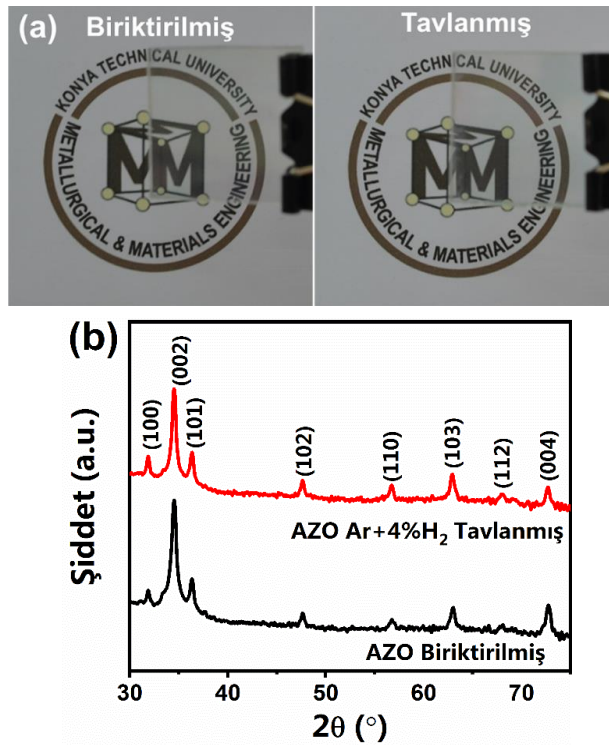 (a)
Biriktirilmiş
Tavlanmış
KONYA TECHNICAL UNIVERSITY
METALLURGICAL & MATERIALS ENGINEERING
M M
KONYA TECHNICAL UNIVERSITY
METALLURGICAL & MATERIALS ENGINEERING
M M
(b)
Şiddet (a.u.)
(100)
(002)
(101)
(102)
(110)
(103)
(112)
(004)
AZO Ar+4%H₂ Tavlanmış
AZO Biriktirilmiş
30 40 50 60 70
2θ (°)